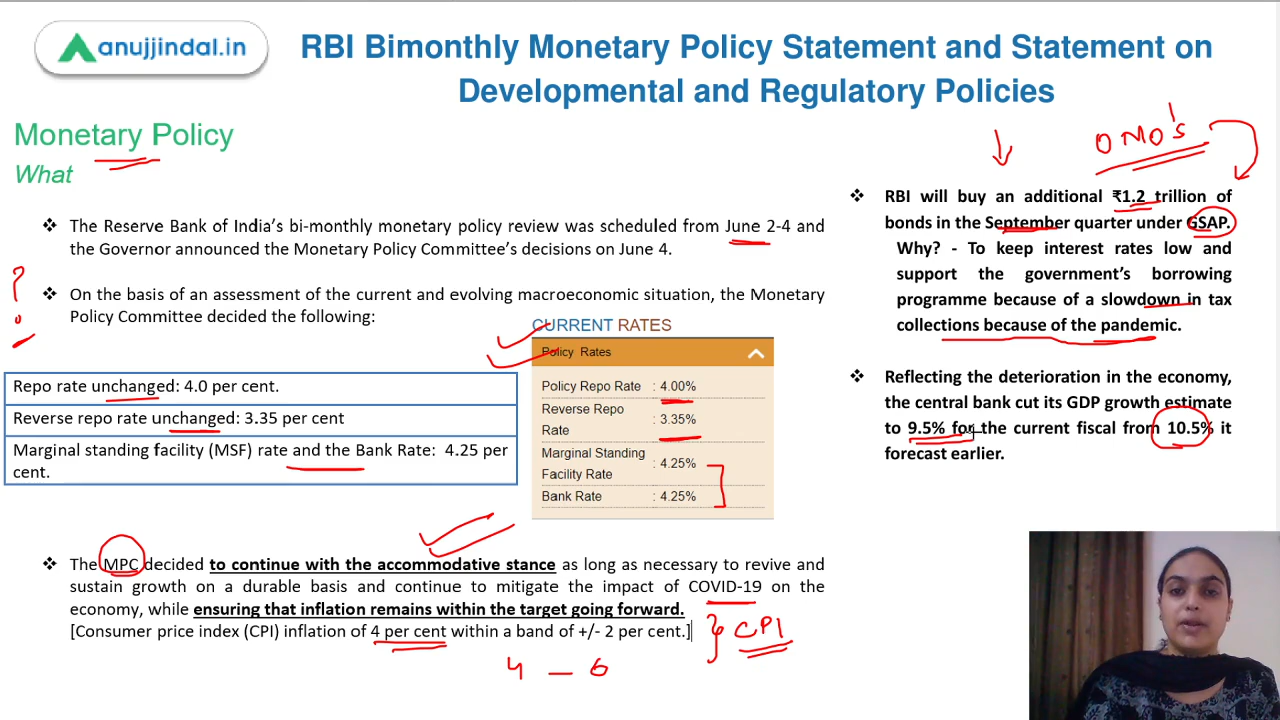 anujjindal.in
RBI Bimonthly Monetary Policy Statement and Statement on
Developmental and Regulatory Policies
Monetary Policy
What
❖ The Reserve Bank of India’s bi-monthly monetary policy review was scheduled from June 2-4 and
the Governor announced the Monetary Policy Committee’s decisions on June 4.
?
❖ On the basis of an assessment of the current and evolving macroeconomic situation, the Monetary
Policy Committee decided the following:
CURRENT RATES
Policy Rates
Policy Repo Rate : 4.00%
Reverse Repo
Rate : 3.35%
Marginal Standing
Facility Rate : 4.25%
Bank Rate : 4.25%
Repo rate unchanged: 4.0 per cent.
Reverse repo rate unchanged: 3.35 per cent
Marginal standing facility (MSF) rate and the Bank Rate: 4.25 per
cent.
❖ The MPC decided to continue with the accommodative stance as long as necessary to revive and
sustain growth on a durable basis and continue to mitigate the impact of COVID-19 on the
economy, while ensuring that inflation remains within the target going forward.
[Consumer price index (CPI) inflation of 4 per cent within a band of +/- 2 per cent.]
CPI
4 — 6
OMO's
❖ RBI will buy an additional ₹1.2 trillion of
bonds in the September quarter under GSAP.
Why? - To keep interest rates low and
support the government’s borrowing
programme because of a slowdown in tax
collections because of the pandemic.
❖ Reflecting the deterioration in the economy,
the central bank cut its GDP growth estimate
to 9.5% for the current fiscal from 10.5% it
forecast earlier.